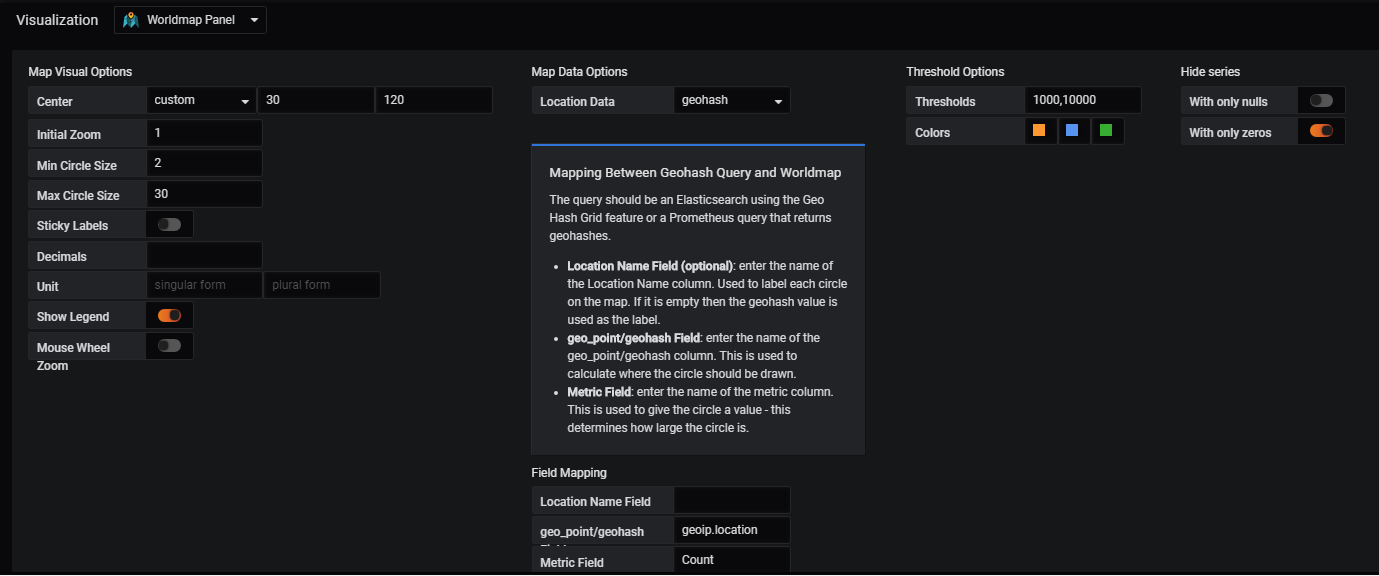 Visualization
Worldmap Panel
Map Visual Options
Center
custom
30
120
Initial Zoom
1
Min Circle Size
2
Max Circle Size
30
Sticky Labels
Decimals
Unit
singular form
plural form
Show Legend
Mouse Wheel
Zoom
Map Data Options
Location Data
geohash
Mapping Between Geohash Query and Worldmap
The query should be an Elasticsearch using the Geo
Hash Grid feature or a Prometheus query that returns
geohashes.
• Location Name Field (optional): enter the name of
the Location Name column. Used to label each circle
on the map. If it is empty then the geohash value is
used as the label.
• geo_point/geohash Field: enter the name of the
geo_point/geohash column. This is used to
calculate where the circle should be drawn.
• Metric Field: enter the name of the metric column.
This is used to give the circle a value - this
determines how large the circle is.
Field Mapping
Location Name Field
geo_point/geohash
geoip.location
Metric Field
Count
Threshold Options
Thresholds
1000,10000
Colors
Hide series
With only nulls
With only zeros